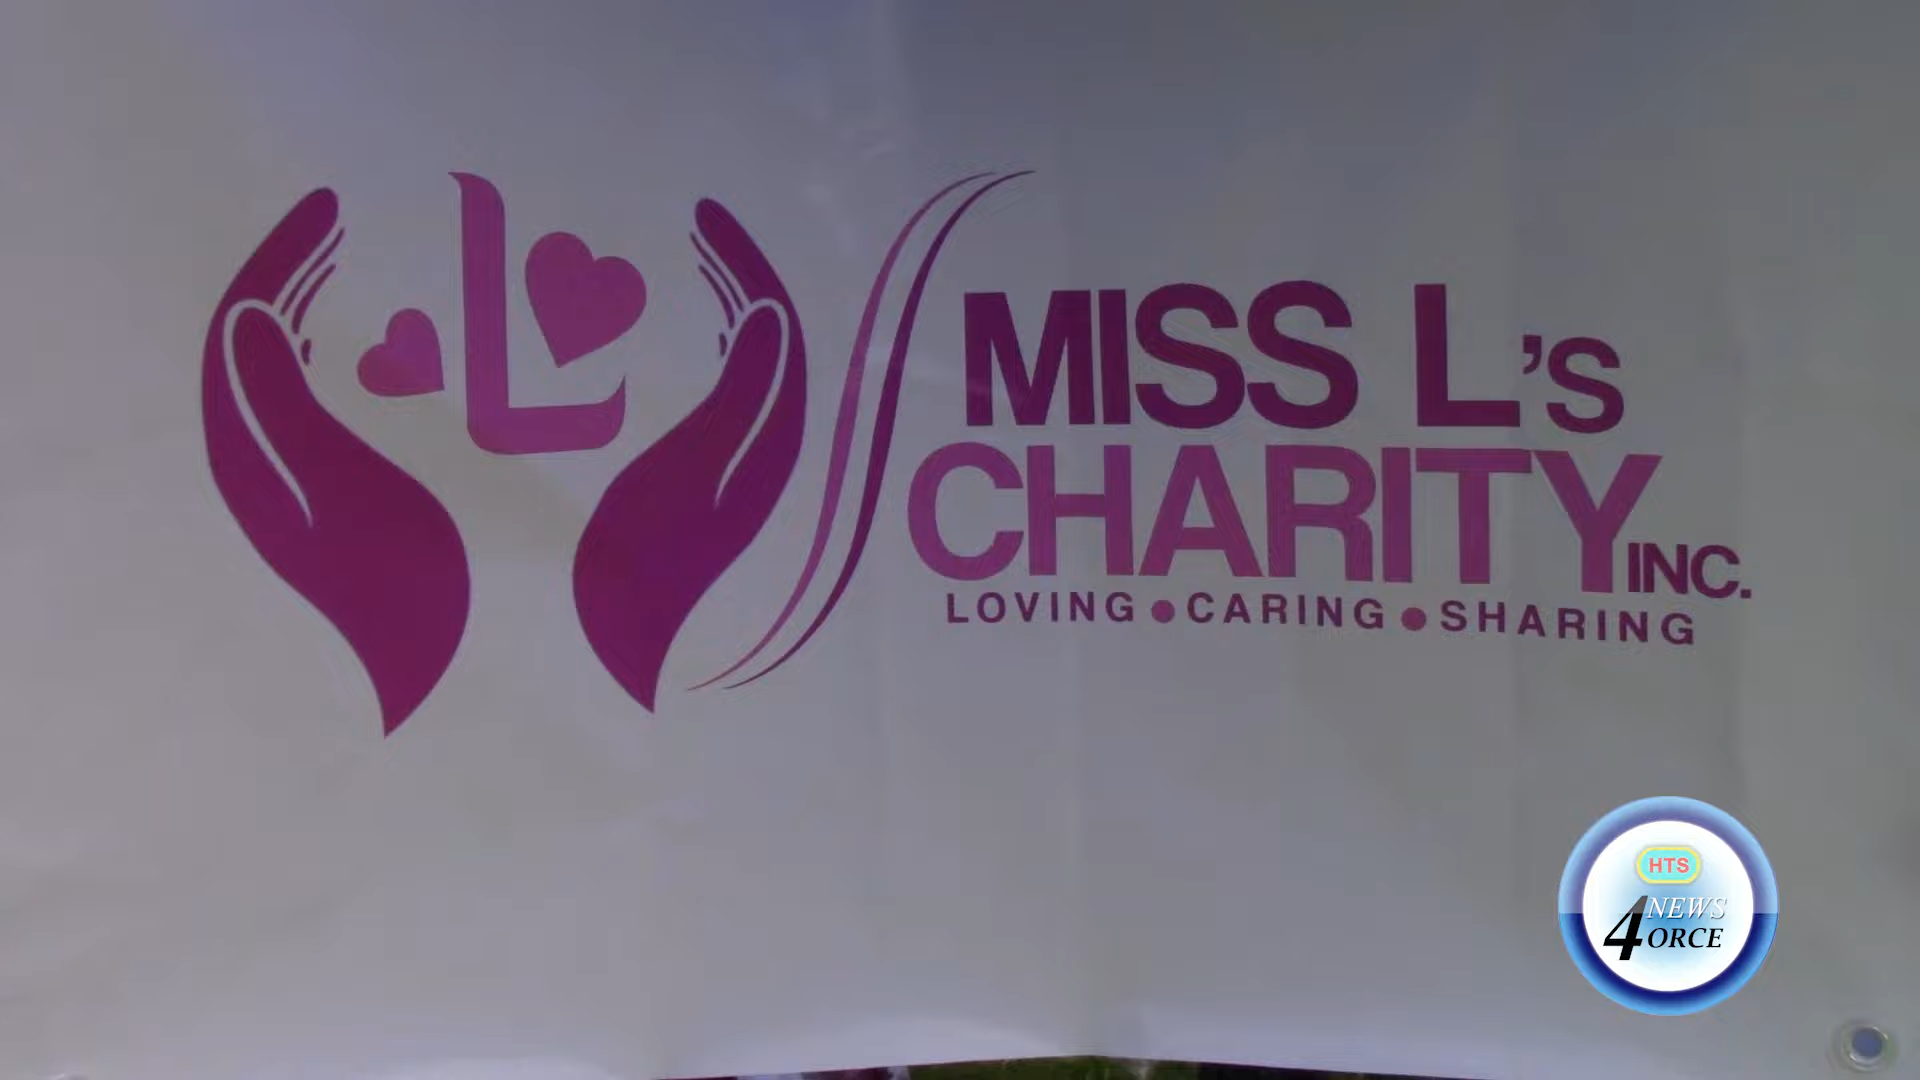 L
MISS L'S
CHARITY INC.
LOVING • CARING • SHARING
HTS
NEWS
4ORCE